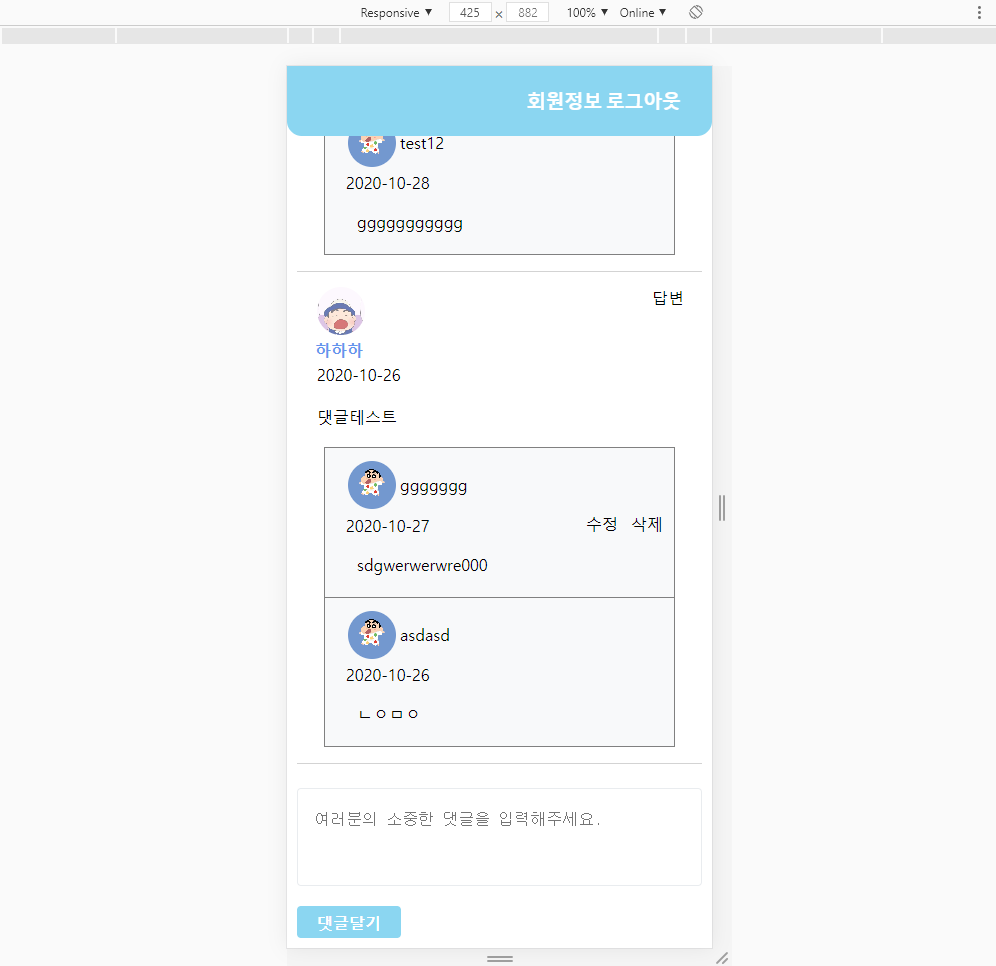 Responsive ▼ 425 × 882 100% ▼ Online ▼
회원정보 로그아웃
test12
2020-10-28
ggggggggggg
답변
하하하
2020-10-26
댓글테스트
ggggggg
2020-10-27 수정 삭제
sdgwerwerwre000
asdasd
2020-10-26
ㄴㅇㅁㅇ
여러분의 소중한 댓글을 입력해주세요.
댓글달기